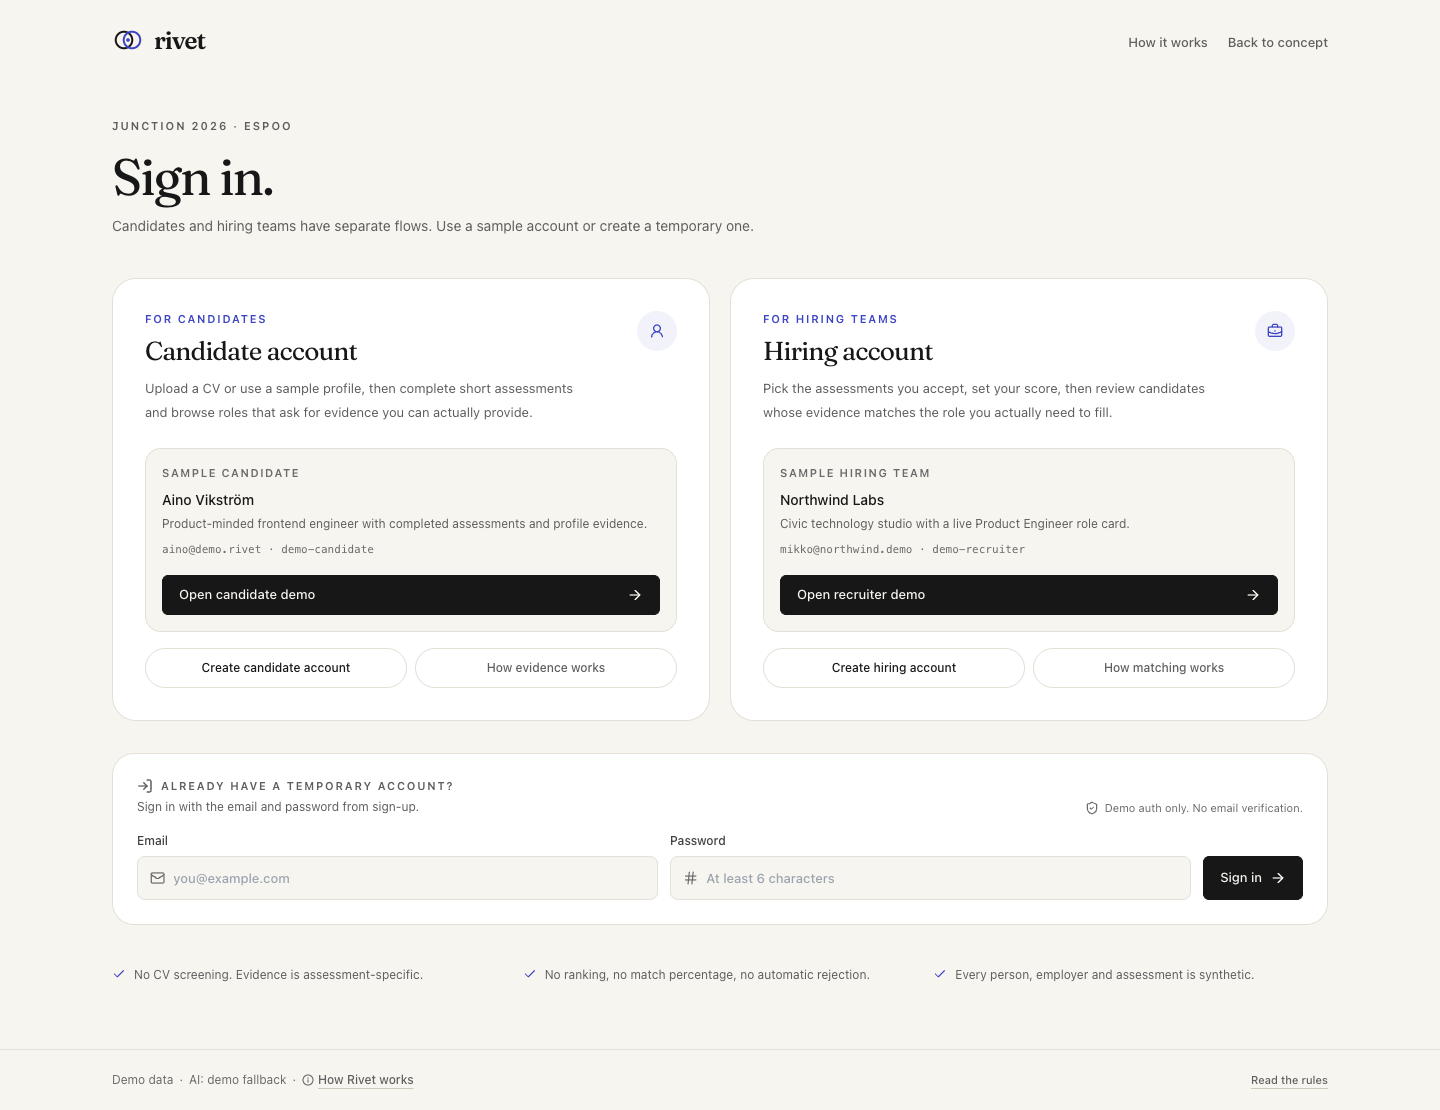 rivet
How it works
Back to concept
JUNCTION 2026 · ESPOO
Sign in.
Candidates and hiring teams have separate flows. Use a sample account or create a temporary one.
FOR CANDIDATES
Candidate account
Upload a CV or use a sample profile, then complete short assessments
and browse roles that ask for evidence you can actually provide.
SAMPLE CANDIDATE
Aino Vikström
Product-minded frontend engineer with completed assessments and profile evidence.
aino@demo.rivet · demo-candidate
Open candidate demo
Create candidate account
How evidence works
FOR HIRING TEAMS
Hiring account
Pick the assessments you accept, set your score, then review candidates
whose evidence matches the role you actually need to fill.
SAMPLE HIRING TEAM
Northwind Labs
Civic technology studio with a live Product Engineer role card.
mikko@northwind.demo · demo-recruiter
Open recruiter demo
Create hiring account
How matching works
ALREADY HAVE A TEMPORARY ACCOUNT?
Sign in with the email and password from sign-up.
Demo auth only. No email verification.
Email
you@example.com
Password
At least 6 characters
Sign in
No CV screening. Evidence is assessment-specific.
No ranking, no match percentage, no automatic rejection.
Every person, employer and assessment is synthetic.
Demo data · AI: demo fallback · How Rivet works
Read the rules